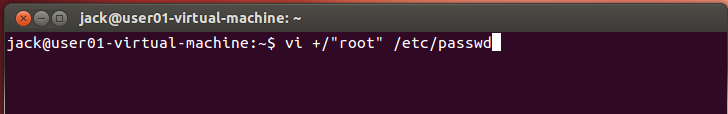 jack@user01-virtual-machine: ~
jack@user01-virtual-machine:~$ vi +/"root" /etc/passwd